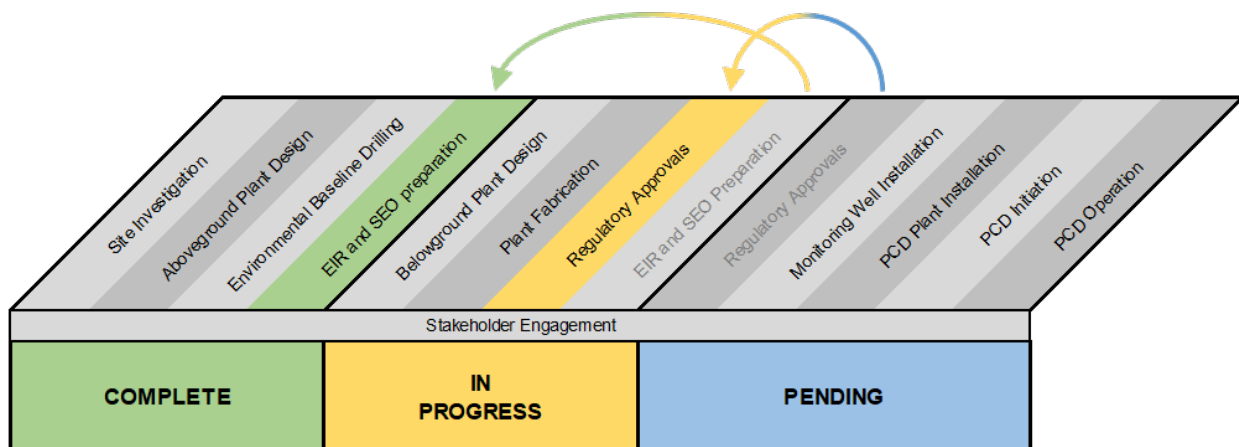 Site Investigation
Aboveground Plant Design
Environmental Baseline Drilling
EIR and SEO preparation
Belowground Plant Design
Plant Fabrication
Regulatory Approvals
EIR and SEO Preparation
Regulatory Approvals
Monitoring Well Installation
PCD Plant Installation
PCD Initiation
PCD Operation
Stakeholder Engagement
COMPLETE
IN
PROGRESS
PENDING